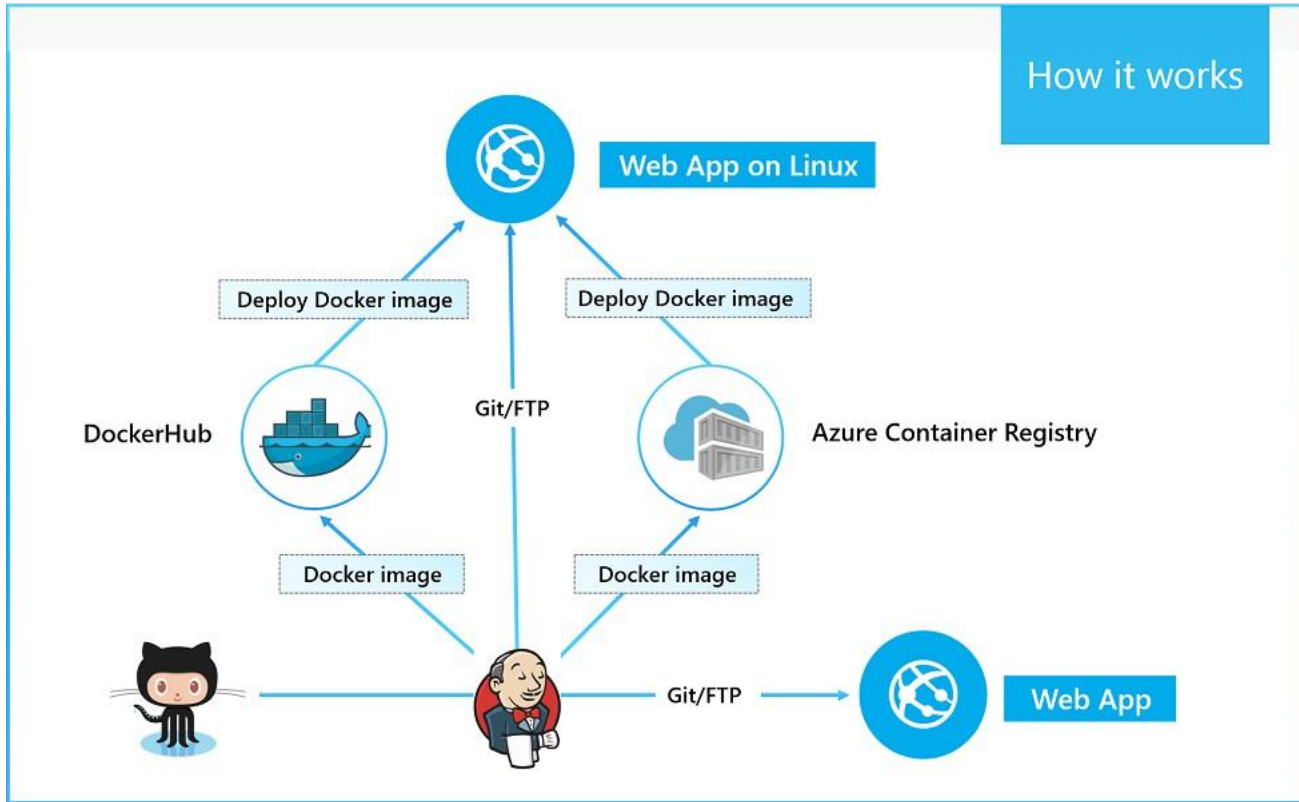 How it works
Web App on Linux
Deploy Docker image
Deploy Docker image
DockerHub
Git/FTP
Azure Container Registry
Docker image
Docker image
Git/FTP
Web App